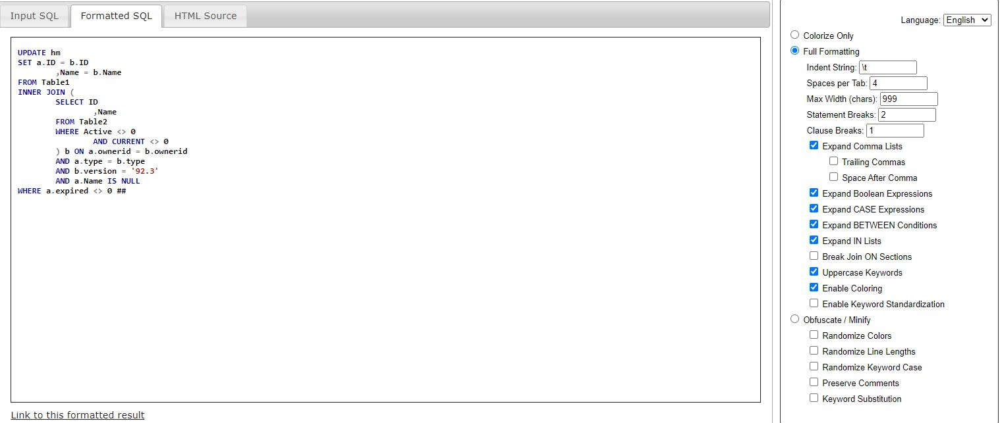 Input SQL Formatted SQL HTML Source
UPDATE hm
SET a.ID = b.ID
,Name = b.Name
FROM Table1
INNER JOIN (
SELECT ID
,Name
FROM Table2
WHERE Active <> 0
AND CURRENT <> 0
) b ON a.ownerid = b.ownerid
AND a.type = b.type
AND b.version = '92.3'
AND a.Name IS NULL
WHERE a.expired <> 0 ##
Link to this formatted result
Language: English
Colorize Only
Full Formatting
Indent String: \t
Spaces per Tab: 4
Max Width (chars): 999
Statement Breaks: 2
Clause Breaks: 1
Expand Comma Lists
Trailing Commas
Space After Comma
Expand Boolean Expressions
Expand CASE Expressions
Expand BETWEEN Conditions
Expand IN Lists
Break Join ON Sections
Uppercase Keywords
Enable Coloring
Enable Keyword Standardization
Obfuscate / Minify
Randomize Colors
Randomize Line Lengths
Randomize Keyword Case
Preserve Comments
Keyword Substitution